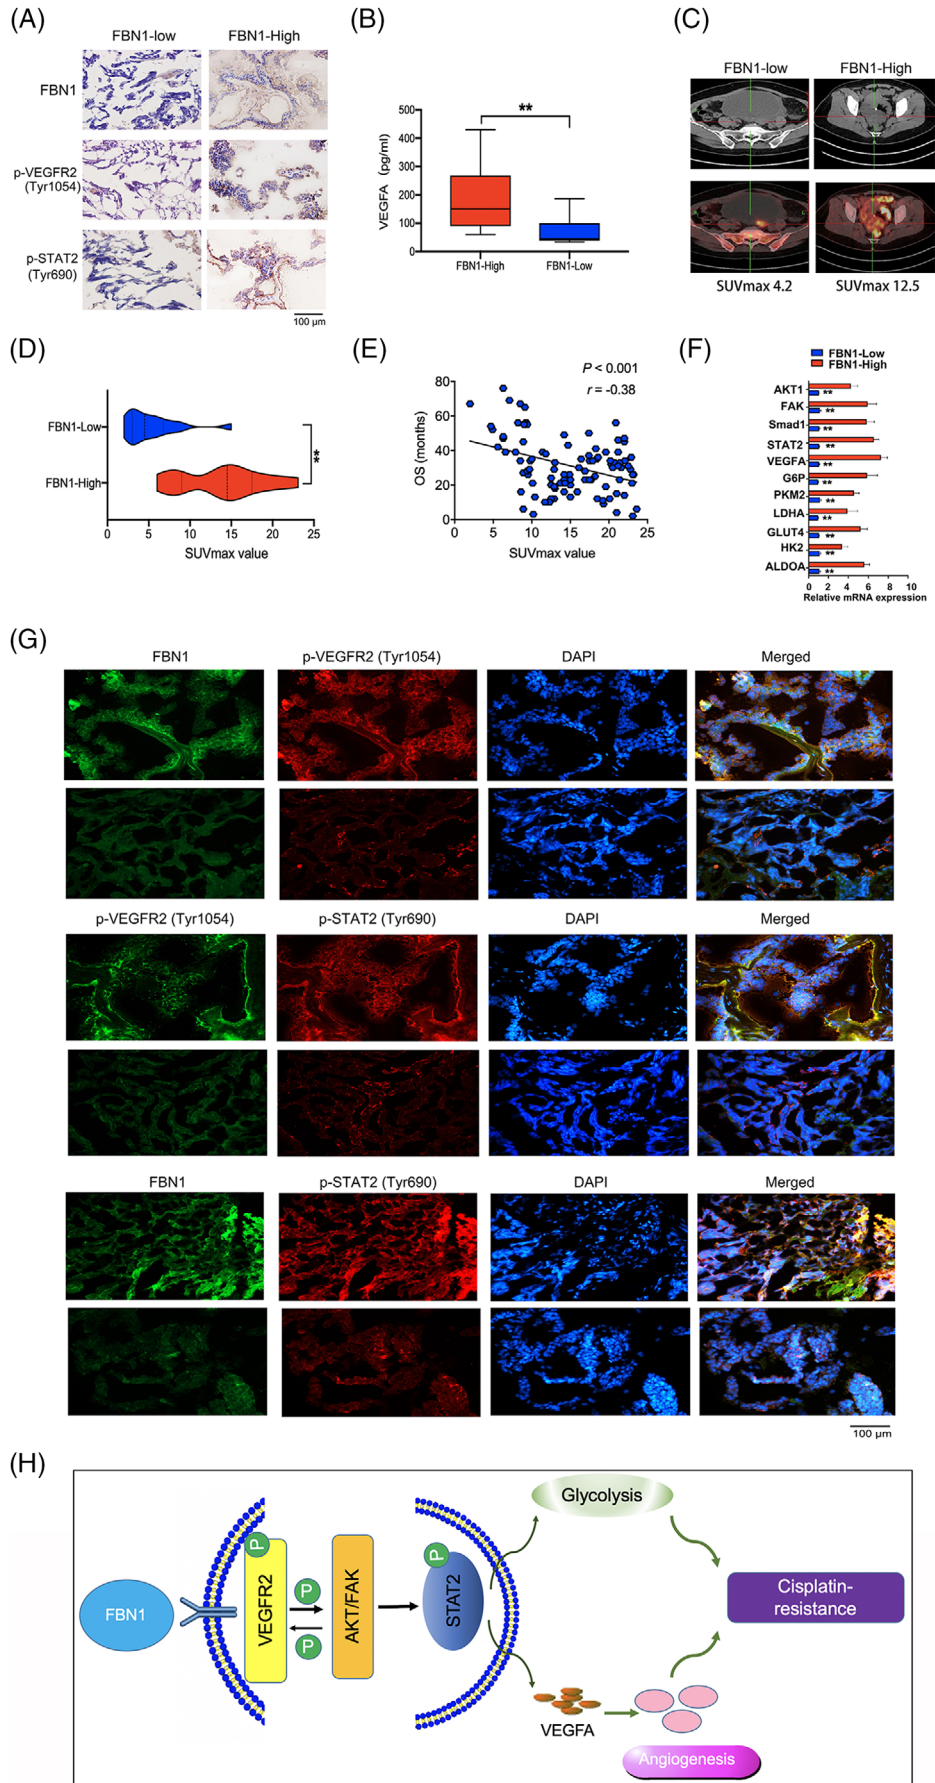 (A)
FBN1-low
FBN1-High
FBN1
p-VEGFR2
(Tyr1054)
p-STAT2
(Tyr690)
100 µm
(B)
**
500
400
300
200
100
0
VEGFA (pg/ml)
FBN1-High
FBN1-Low
(C)
FBN1-low
FBN1-High
SUVmax 4.2
SUVmax 12.5
(D)
FBN1-Low
FBN1-High
**
0
5
10
15
20
25
SUVmax value
(E)
P < 0.001
r = -0.38
80
60
40
20
0
OS (months)
0
5
10
15
20
25
SUVmax value
(F)
FBN1-Low
FBN1-High
AKT1
**
FAK
**
Smad1
**
STAT2
**
VEGFA
**
G6P
**
PKM2
**
LDHA
**
GLUT4
**
HK2
**
ALDOA
**
0
2
4
6
8
10
Relative mRNA expression
(G)
FBN1
p-VEGFR2 (Tyr1054)
DAPI
Merged
p-VEGFR2 (Tyr1054)
p-STAT2 (Tyr690)
DAPI
Merged
FBN1
p-STAT2 (Tyr690)
DAPI
Merged
100 µm
(H)
Glycolysis
P
P
P
P
FBN1
VEGFR2
AKT/FAK
STAT2
Cisplatin-
resistance
VEGFA
Angiogenesis